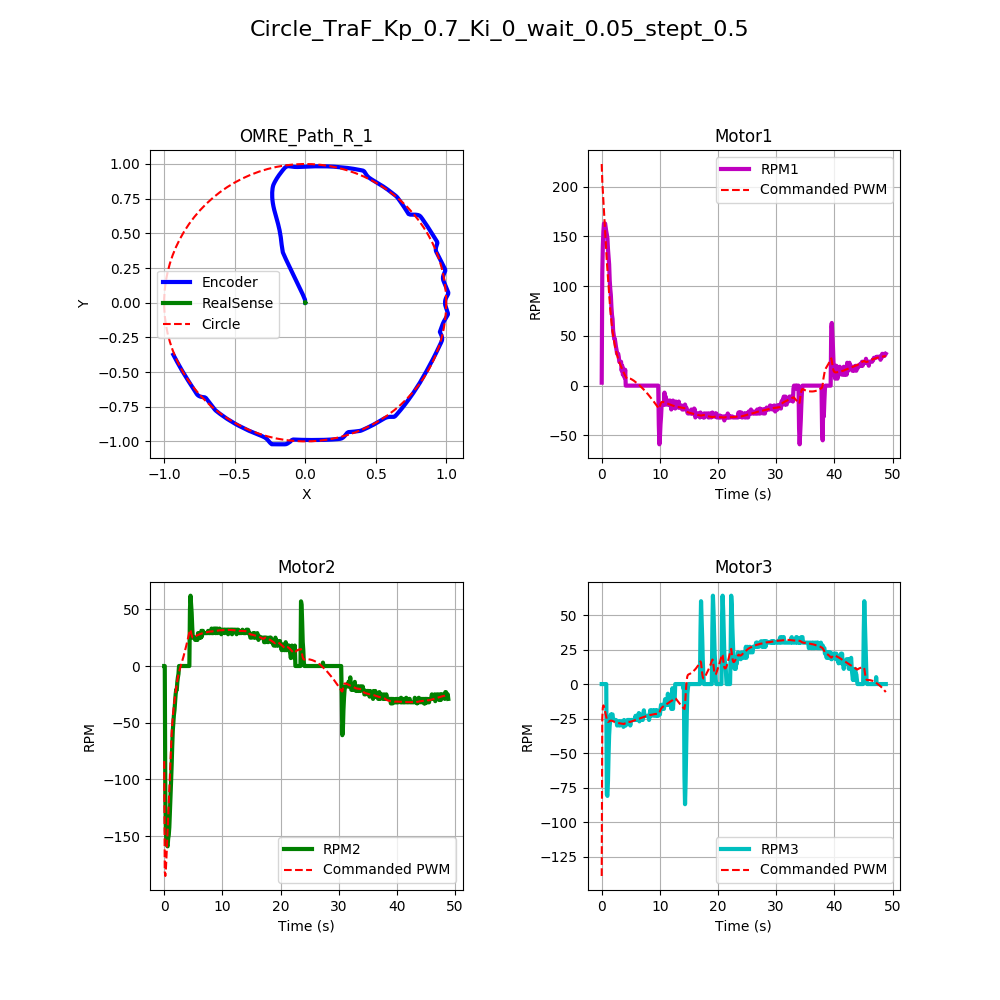 Circle_TraF_Kp_0.7_Ki_0_wait_0.05_stept_0.5
OMRE_Path_R_1
1.00
0.75
0.50
0.25
0.00
−0.25
−0.50
−0.75
−1.00
Y
Encoder
RealSense
Circle
−1.0
−0.5
0.0
0.5
1.0
X
Motor1
200
150
100
50
0
−50
RPM
RPM1
Commanded PWM
0
10
20
30
40
50
Time (s)
Motor2
50
0
−50
−100
−150
RPM
RPM2
Commanded PWM
0
10
20
30
40
50
Time (s)
Motor3
50
25
0
−25
−50
−75
−100
−125
RPM
RPM3
Commanded PWM
0
10
20
30
40
50
Time (s)